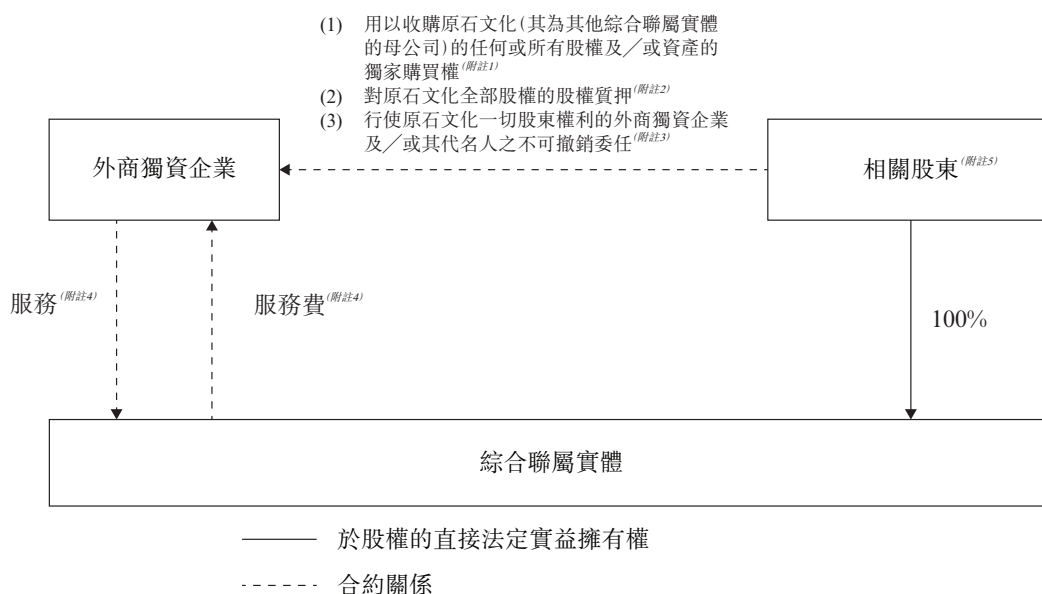 (1) 用以收購原石文化(其為其他綜合聯屬實體
的母公司)的任何或所有股權及╱或資產的
獨家購買權(附註1)
(2) 對原石文化全部股權的股權質押(附註2)
(3) 行使原石文化一切股東權利的外商獨資企業
及╱或其代名人之不可撤銷委任(附註3)
外商獨資企業
相關股東(附註5)
服務(附註4)
服務費(附註4)
100%
綜合聯屬實體
於股權的直接法定實益擁有權
合約關係